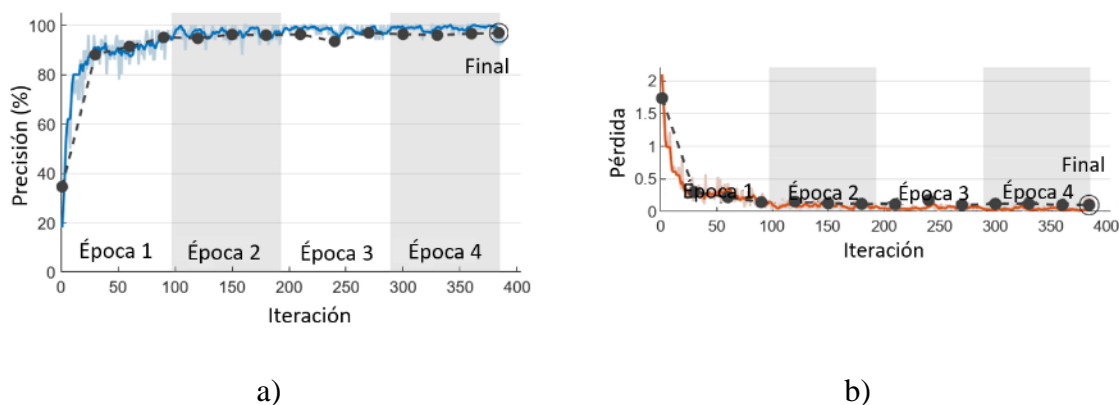 Precisión (%)
100
80
60
40
20
0
Final
Época 1 Época 2 Época 3 Época 4
0 50 100 150 200 250 300 350 400
Iteración
a)
Pérdida
2
1.5
1
0.5
0
Final
Época 1 Época 2 Época 3 Época 4
0 50 100 150 200 250 300 350 400
Iteración
b)